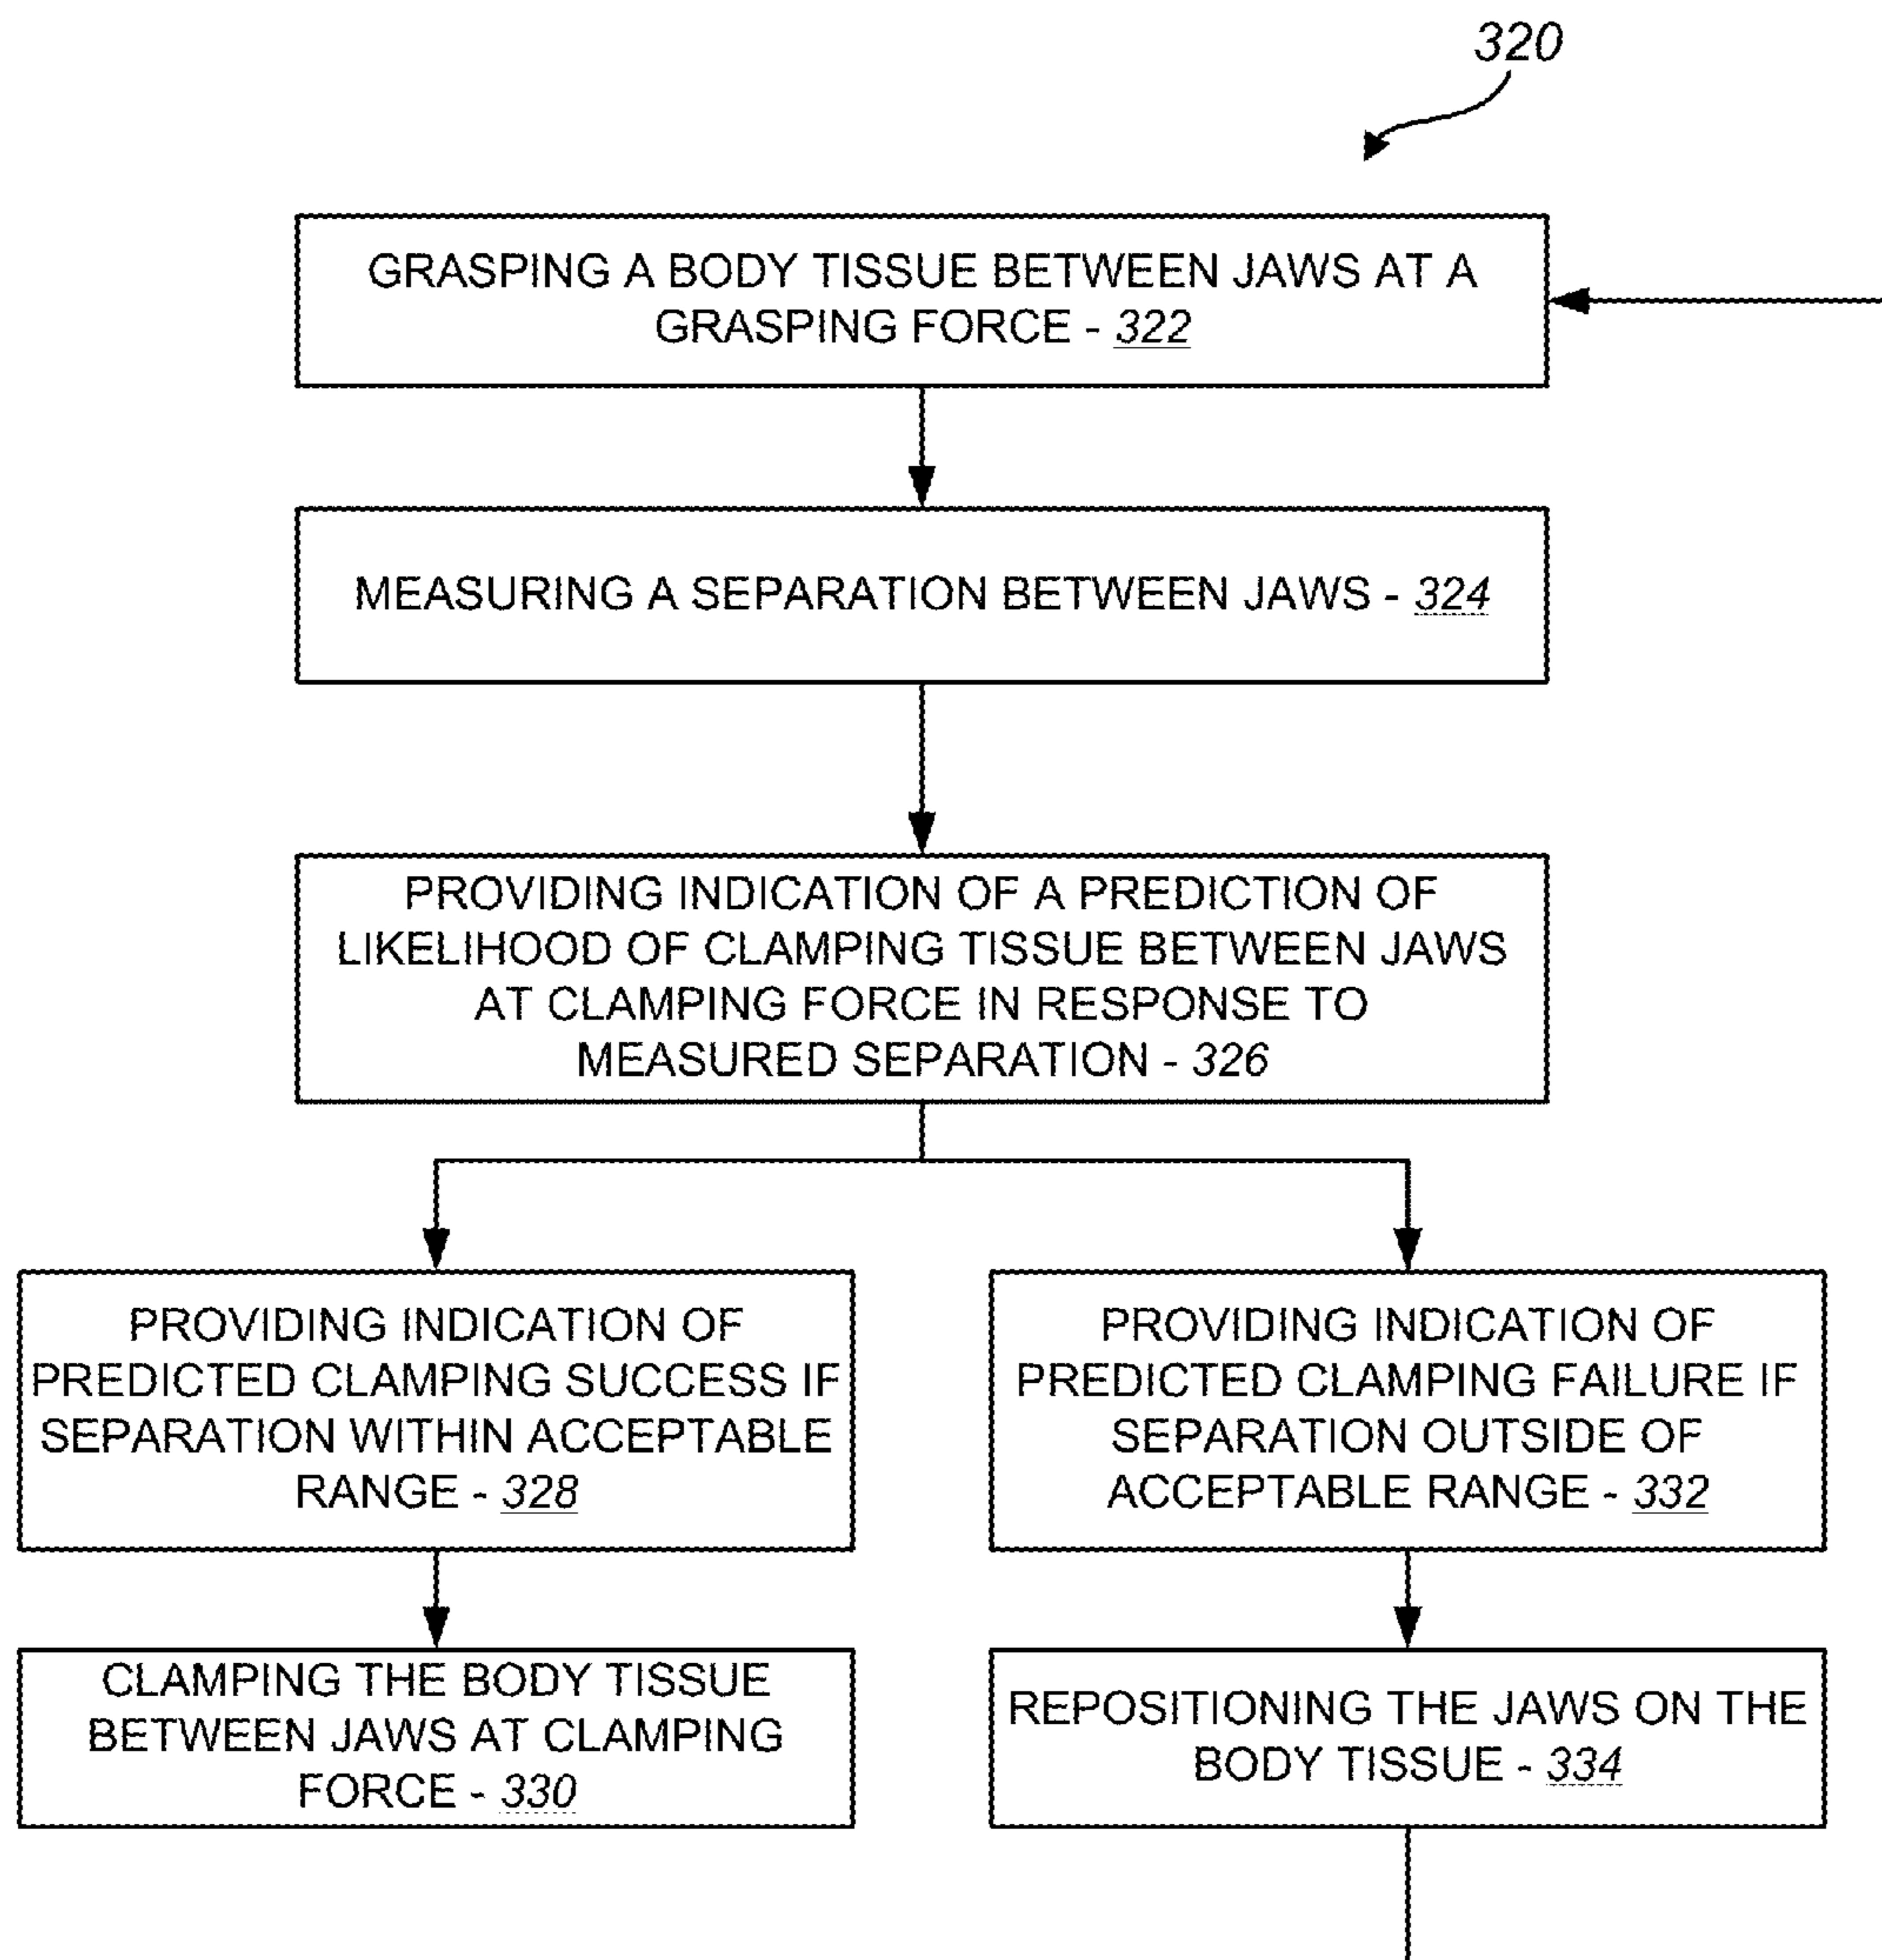 320
GRASPING A BODY TISSUE BETWEEN JAWS AT A
GRASPING FORCE - 322
MEASURING A SEPARATION BETWEEN JAWS - 324
PROVIDING INDICATION OF A PREDICTION OF
LIKELIHOOD OF CLAMPING TISSUE BETWEEN JAWS
AT CLAMPING FORCE IN RESPONSE TO
MEASURED SEPARATION - 326
PROVIDING INDICATION OF
PREDICTED CLAMPING SUCCESS IF
SEPARATION WITHIN ACCEPTABLE
RANGE - 328
PROVIDING INDICATION OF
PREDICTED CLAMPING FAILURE IF
SEPARATION OUTSIDE OF
ACCEPTABLE RANGE - 332
CLAMPING THE BODY TISSUE
BETWEEN JAWS AT CLAMPING
FORCE - 330
REPOSITIONING THE JAWS ON THE
BODY TISSUE - 334